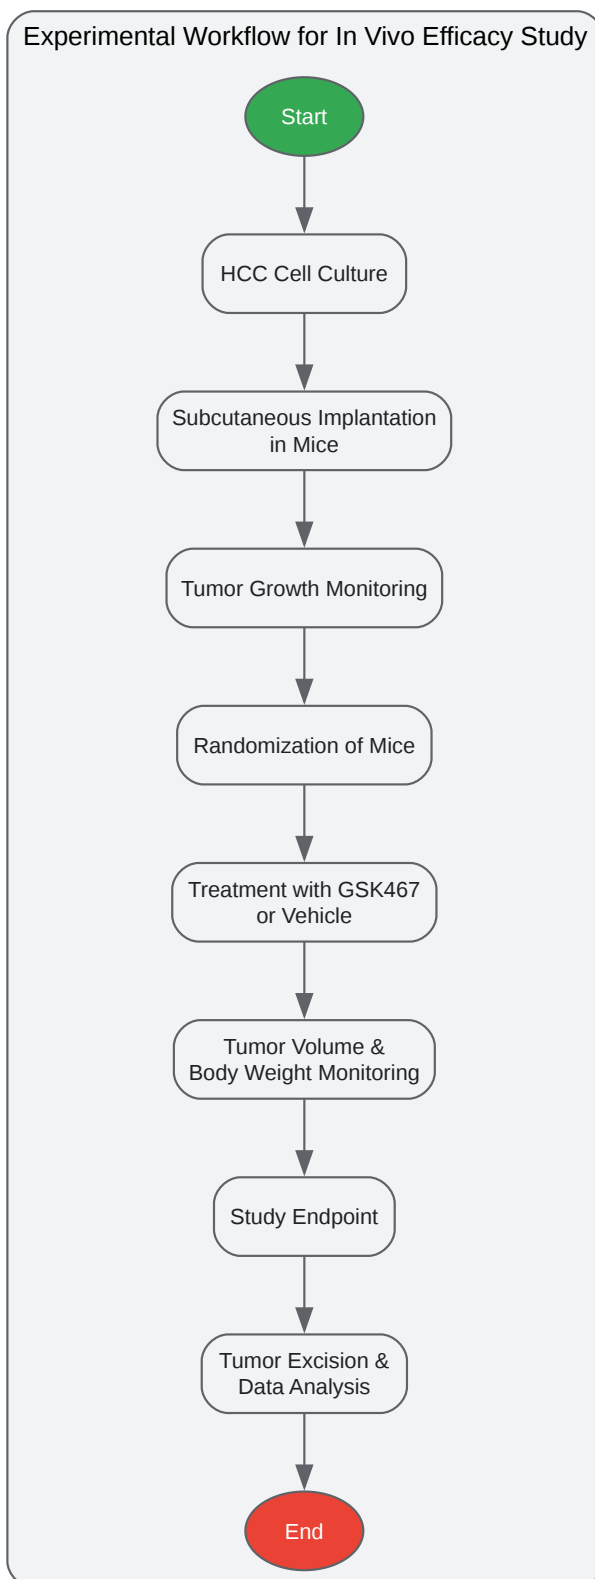 Experimental Workflow for In Vivo Efficacy Study
Start
HCC Cell Culture
Subcutaneous Implantation
in Mice
Tumor Growth Monitoring
Randomization of Mice
Treatment with GSK467
or Vehicle
Tumor Volume &
Body Weight Monitoring
Study Endpoint
Tumor Excision &
Data Analysis
End